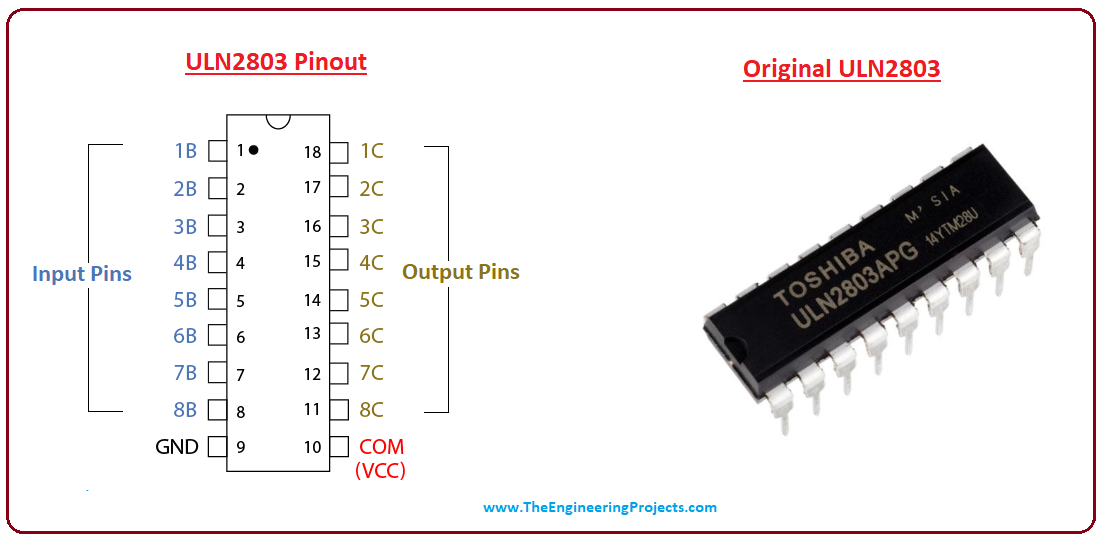 ULN2803 Pinout
Original ULN2803
1B 1 18 1C
2B 2 17 2C
3B 3 16 3C
4B 4 15 4C
Input Pins
Output Pins
5B 5 14 5C
6B 6 13 6C
7B 7 12 7C
8B 8 11 8C
GND 9 10 COM
(VCC)
TOSHIBA
ULN2803APG
M' SIA
14YTM28U
www.TheEngineeringProjects.com